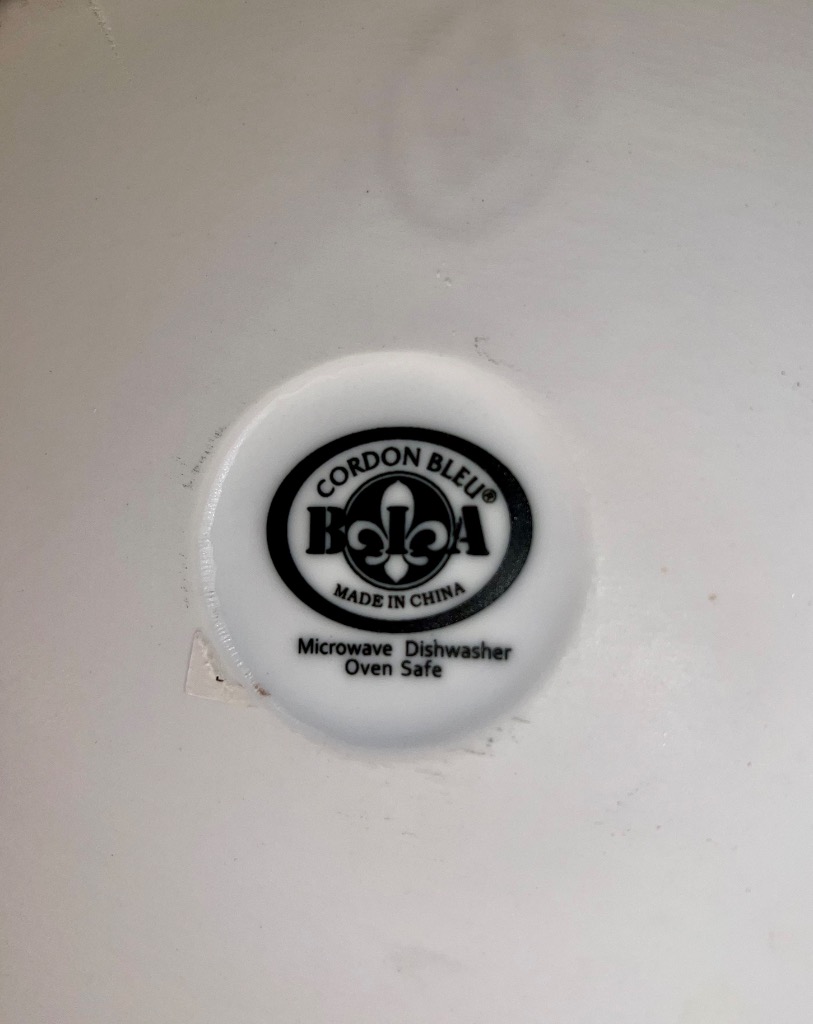 CORDON BLEU®
BIA
MADE IN CHINA
Microwave Dishwasher
Oven Safe